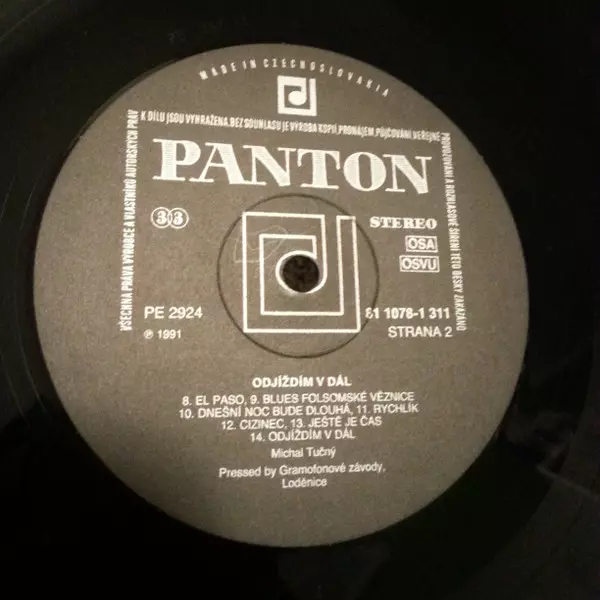 MADE IN CZECHOSLOVAKIA
VŠECHNA PRÁVA VÝROBCE A VLASTNÍKŮ AUTORSKÝCH PRÁV
K DÍLU JSOU VYHRAŽENA. BEZ SOUHLASU JE VÝROBA KOPIÍ, PRONÁJEM, PŮJČOVÁNÍ, VEŘEJNÉ
PROVOZOVÁNÍ A ROZHLASOVÉ ŠÍŘENÍ TÉTO DESKY ZAKÁZÁNO
PANTON
33
STEREO
OSA
OSVU
PE 2924
℗ 1991
81 1078-1 311
STRANA 2
ODJÍŽDÍM V DÁL
8. EL PASO, 9. BLUES FOLSOMSKÉ VĚZNICE
10. DNEŠNÍ NOC BUDE DLOUHÁ, 11. RYCHLÍK
12. CIZINEC, 13. JEŠTĚ JE ČAS
14. ODJÍŽDÍM V DÁL
Michal Tučný
Pressed by Gramofonové závody,
Loděnice